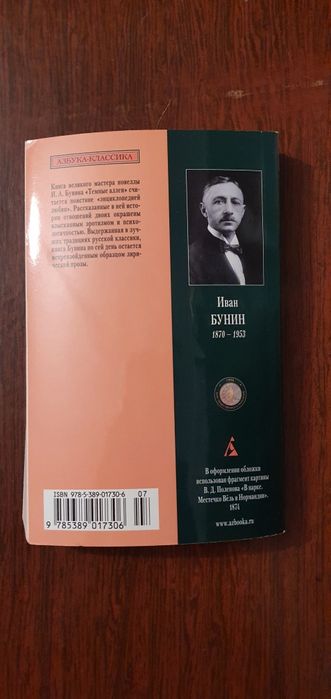 АЗБУКА-КЛАССИКА
Книга великого мастера новеллы
И. А. Бунина «Темные аллеи» счи-
тается поистине «энциклопедией
любви». Рассказанные в ней исто-
рии отношений двоих окрашены
изысканным эротизмом и психо-
логичностью. Выдержанная в луч-
ших традициях русской классики,
книга Бунина по сей день остается
непревзойденным образцом лири-
ческой прозы.
Иван
БУНИН
1870 – 1953
В оформлении обложки
использован фрагмент картины
В. Д. Поленова «В парке.
Местечко Вёль в Нормандии».
1874
www.azbooka.ru
ISBN 978-5-389-01730-6
07
9 785389 017306